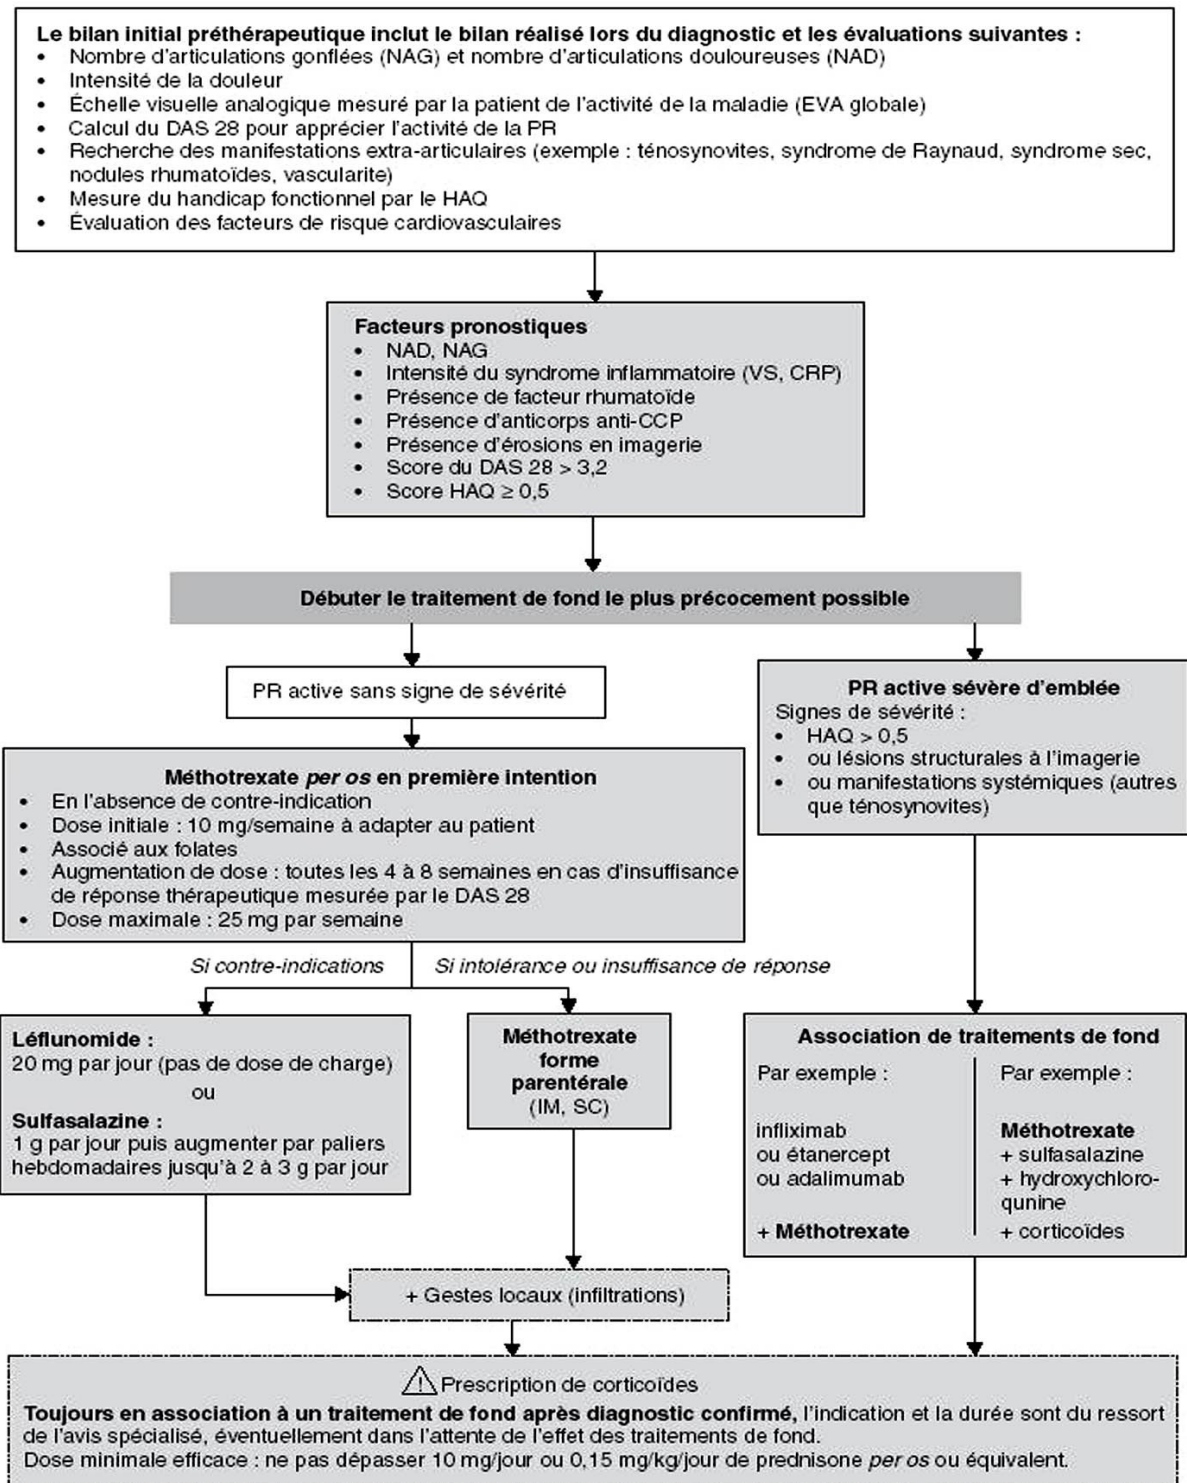 Le bilan initial préthérapeutique inclut le bilan réalisé lors du diagnostic et les évaluations suivantes :
• Nombre d'articulations gonflées (NAG) et nombre d'articulations douloureuses (NAD)
• Intensité de la douleur
• Échelle visuelle analogique mesuré par la patient de l'activité de la maladie (EVA globale)
• Calcul du DAS 28 pour apprécier l'activité de la PR
• Recherche des manifestations extra-articulaires (exemple : ténosynovites, syndrome de Raynaud, syndrome sec,
nodules rhumatoïdes, vascularite)
• Mesure du handicap fonctionnel par le HAQ
• Évaluation des facteurs de risque cardiovasculaires
Facteurs pronostiques
• NAD, NAG
• Intensité du syndrome inflammatoire (VS, CRP)
• Présence de facteur rhumatoïde
• Présence d'anticorps anti-CCP
• Présence d'érosions en imagerie
• Score du DAS 28 > 3,2
• Score HAQ ≥ 0,5
Débuter le traitement de fond le plus précocement possible
PR active sans signe de sévérité
Méthotrexate per os en première intention
• En l'absence de contre-indication
• Dose initiale : 10 mg/semaine à adapter au patient
• Associé aux folates
• Augmentation de dose : toutes les 4 à 8 semaines en cas d'insuffisance
de réponse thérapeutique mesurée par le DAS 28
• Dose maximale : 25 mg par semaine
PR active sévère d'emblée
Signes de sévérité :
• HAQ > 0,5
• ou lésions structurales à l'imagerie
• ou manifestations systémiques (autres
que ténosynovites)
Si contre-indications
Si intolérance ou insuffisance de réponse
Léflunomide :
20 mg par jour (pas de dose de charge)
ou
Sulfasalazine :
1 g par jour puis augmenter par paliers
hebdomadaires jusqu'à 2 à 3 g par jour
Méthotrexate
forme
parentérale
(IM, SC)
Association de traitements de fond
Par exemple :
infliximab
ou étanercept
ou adalimumab
+ Méthotrexate
Par exemple :
Méthotrexate
+ sulfasalazine
+ hydroxychloro-
qunine
+ corticoïdes
+ Gestes locaux (infiltrations)
⚠ Prescription de corticoïdes
Toujours en association à un traitement de fond après diagnostic confirmé, l'indication et la durée sont du ressort
de l'avis spécialisé, éventuellement dans l'attente de l'effet des traitements de fond.
Dose minimale efficace : ne pas dépasser 10 mg/jour ou 0,15 mg/kg/jour de prednisone per os ou équivalent.